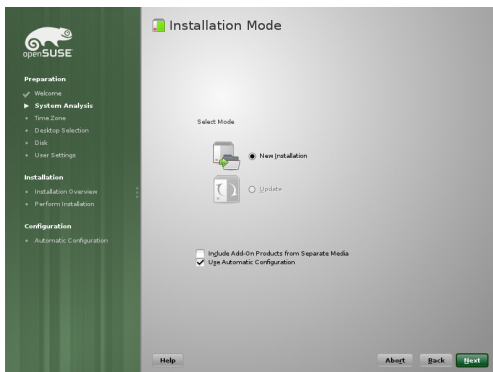 openSUSE
Preparation
Welcome
System Analysis
Time Zone
Desktop Selection
Disk
User Settings
Installation
Installation Overview
Perform Installation
Configuration
Automatic Configuration
Installation Mode
Select Mode
New Installation
Update
Include Add-On Products from Separate Media
Use Automatic Configuration
Help
Abort
Back
Next